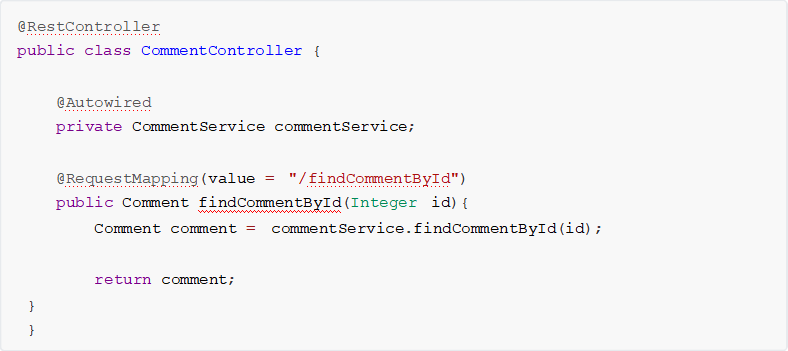 @RestController
public class CommentController {
@Autowired
private CommentService commentService;
@RequestMapping(value = "/findCommentById")
public Comment findCommentById(Integer id){
Comment comment = commentService.findCommentById(id);
return comment;
}
}